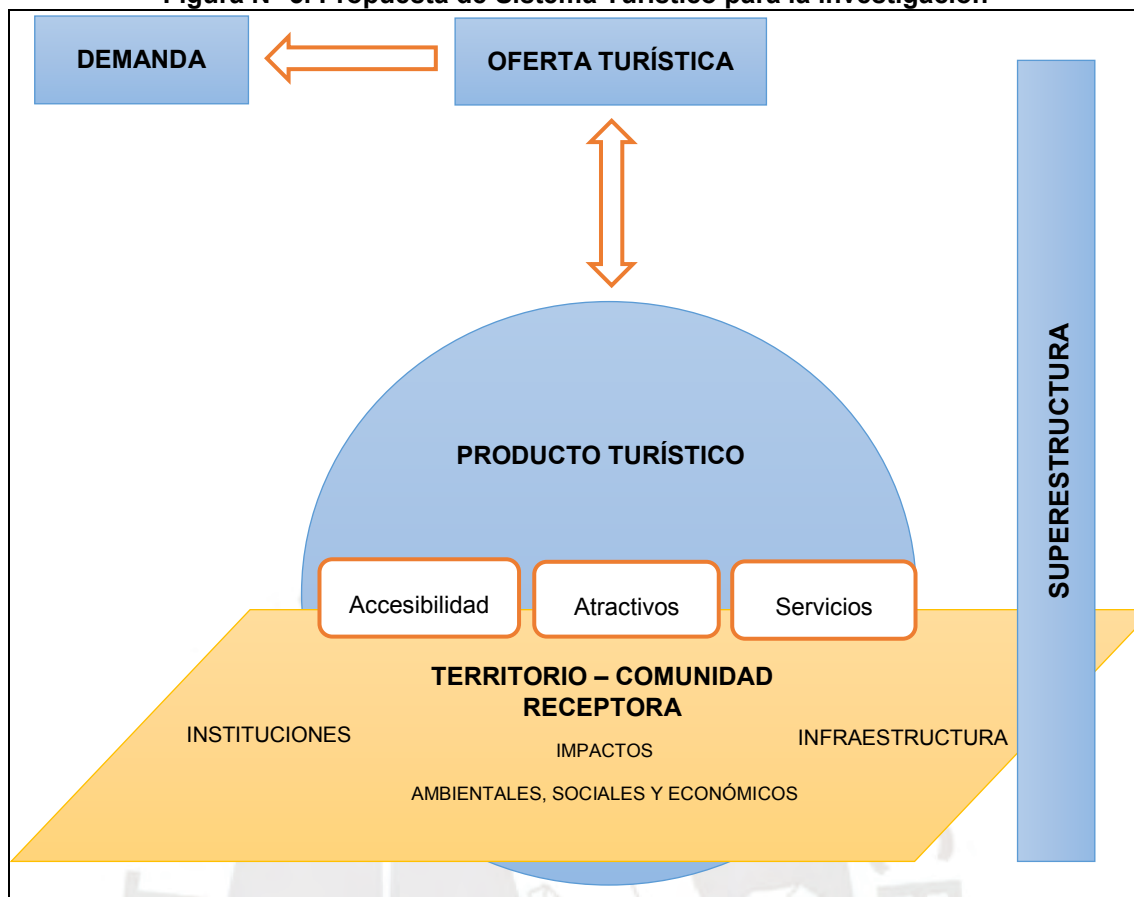 DEMANDA
OFERTA TURÍSTICA
PRODUCTO TURÍSTICO
SUPERESTRUCTURA
Accesibilidad
Atractivos
Servicios
TERRITORIO – COMUNIDAD
RECEPTORA
INSTITUCIONES
INFRAESTRUCTURA
IMPACTOS
AMBIENTALES, SOCIALES Y ECONÓMICOS